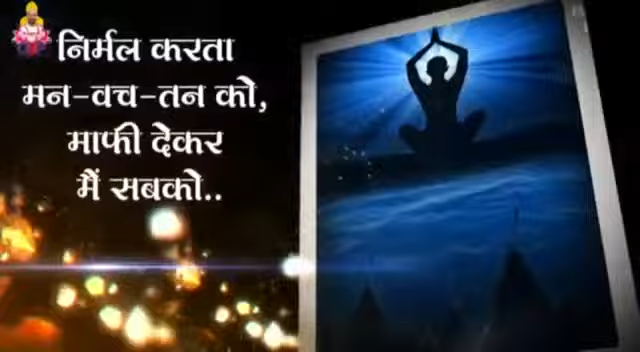 निर्मल करता
मन-वच-तन को,
माफी देकर
मैं सबको..